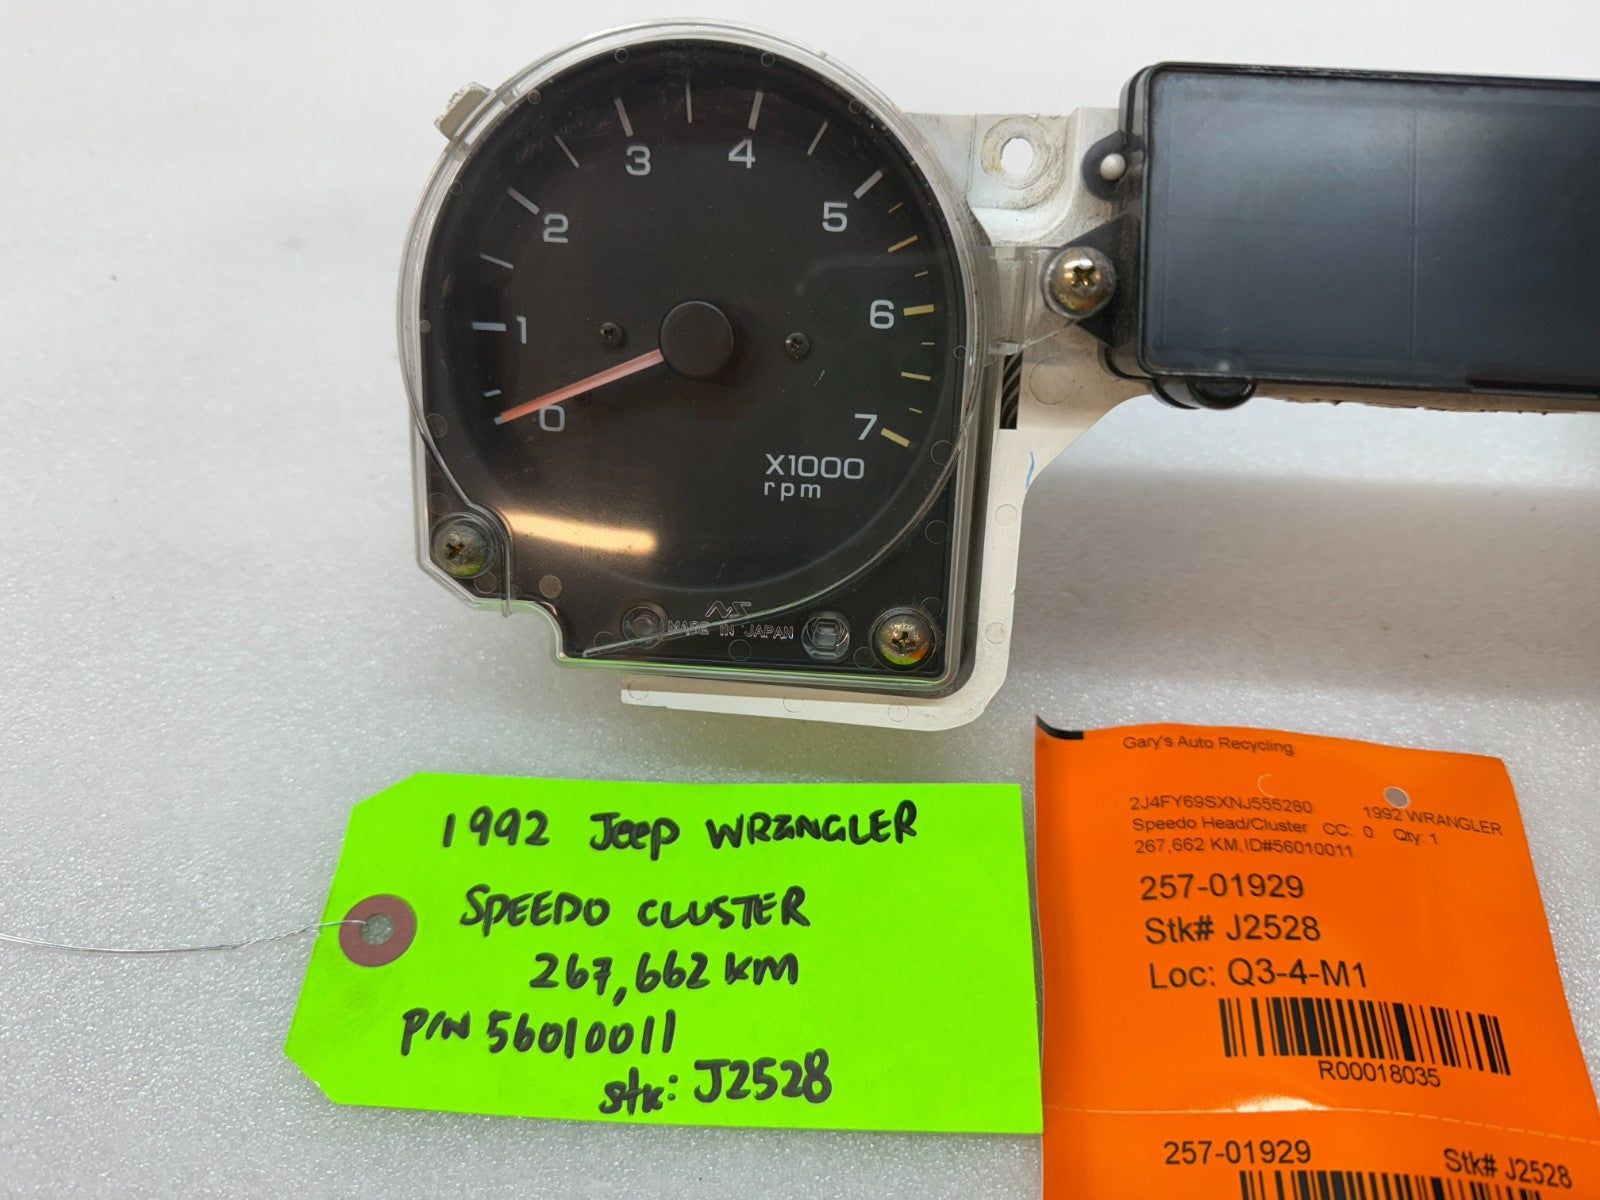 3 4
2 5
1 6
0 7
X1000
rpm
MADE IN JAPAN
1992 Jeep WRANGLER
SPEEDO CLUSTER
267,662 KM
P/N 56010011
stk: J2528
Gary's Auto Recycling
2J4FY69SXNJ555280 1992 WRANGLER
Speedo Head/Cluster CC: 0 Qty: 1
267,662 KM,ID#56010011
257-01929
Stk# J2528
Loc: Q3-4-M1
R00018035
257-01929 Stk# J2528